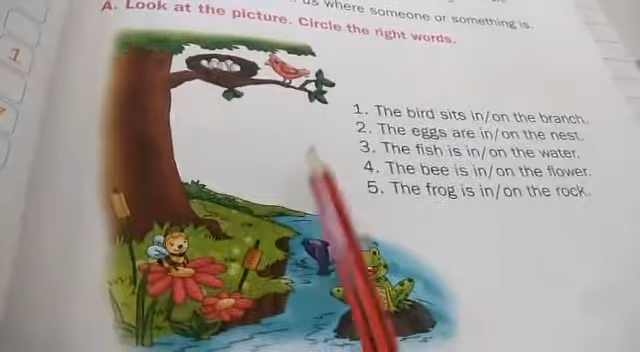 us where someone or something is.
A. Look at the picture. Circle the right words.
1
1. The bird sits in/on the branch.
2. The eggs are in/on the nest.
3. The fish is in/on the water.
4. The bee is in/on the flower.
5. The frog is in/on the rock.